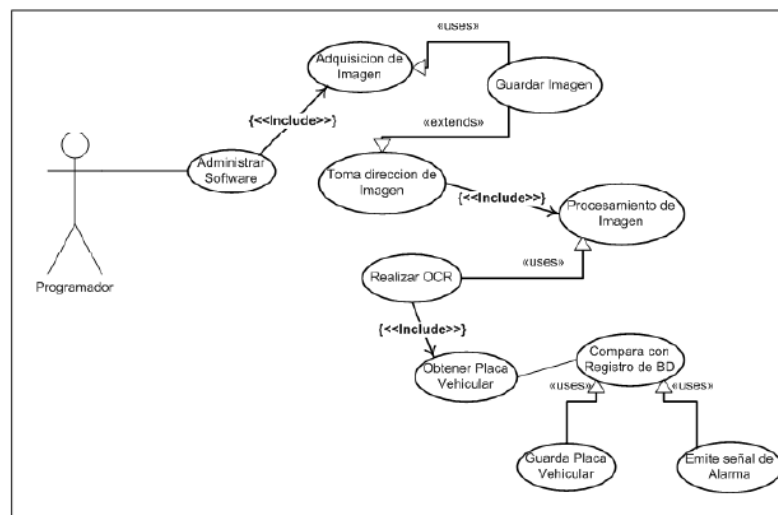 «uses»
Adquisicion de
Imagen
Guardar Imagen
{<<Include>>}
«extends»
Administrar
Software
Toma direccion de
Imagen
{<<Include>>}
Procesamiento de
Imagen
Programador
Realizar OCR
«uses»
{<<Include>>}
Obtener Placa
Vehicular
Compara con
Registro de BD
«uses»
«uses»
Guarda Placa
Vehicular
Emite señal de
Alarma